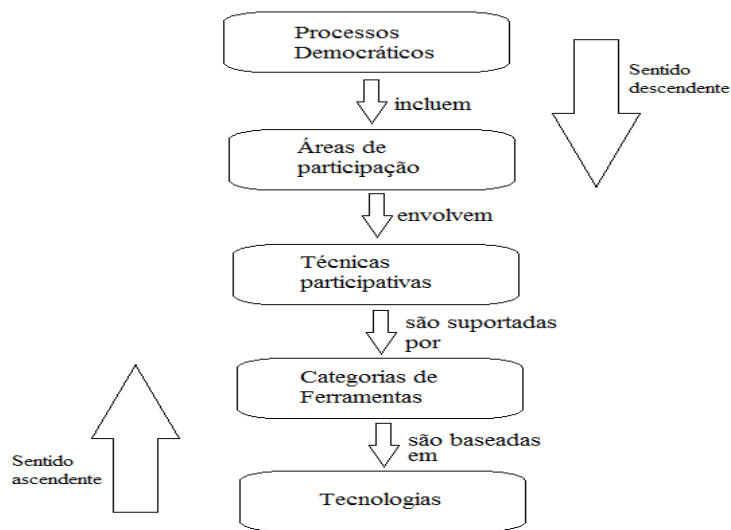 Processos
Democráticos
Sentido
descendente
incluem
Áreas de
participação
envolvem
Técnicas
participativas
são suportadas
por
Categorias de
Ferramentas
são baseadas
em
Sentido
ascendente
Tecnologias